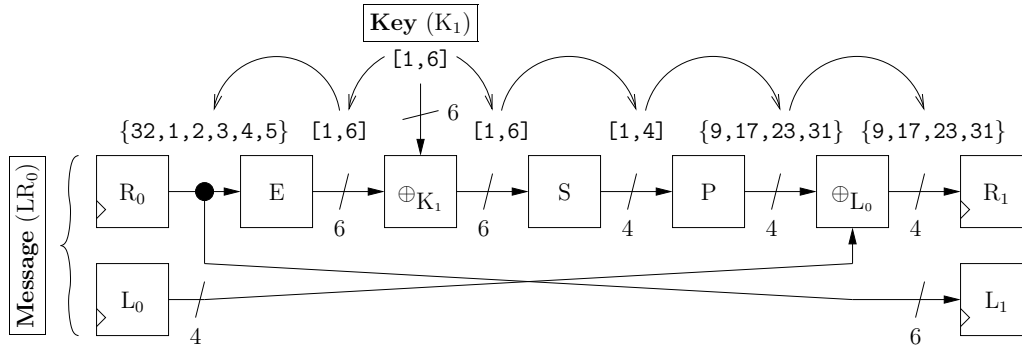 Key (K₁)
[1,6]
6
{32,1,2,3,4,5} [1,6] [1,6] [1,4] {9,17,23,31} {9,17,23,31}
Message (LR₀)
R₀ E ⊕K₁ S P ⊕L₀ R₁
6 6 4 4 4
L₀ L₁
4 6